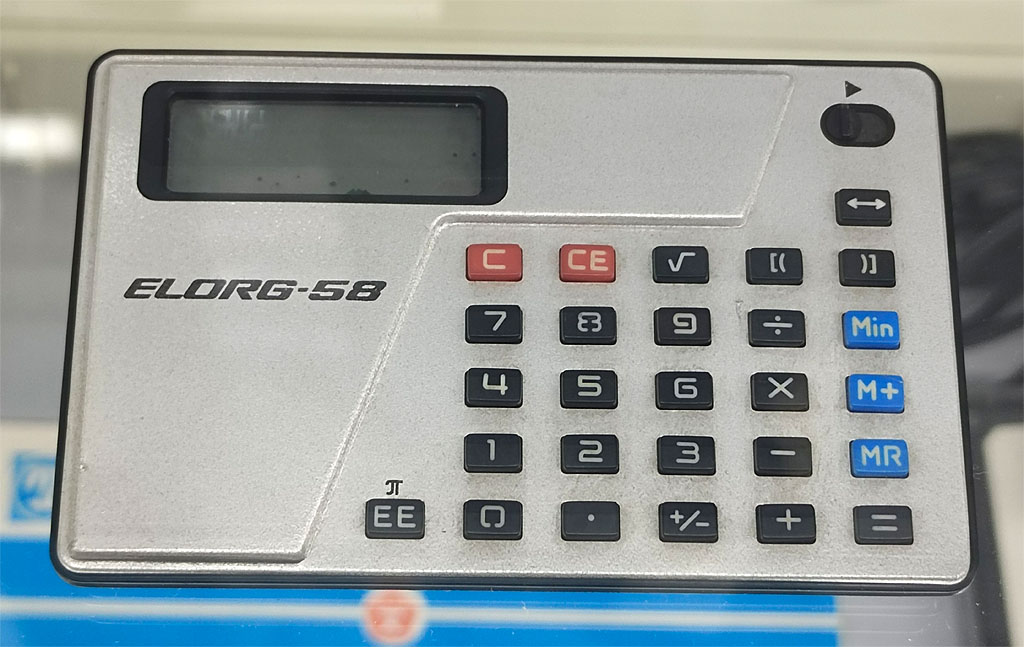 ▶
↔
C CE √ [( )]
ELORG-58
7 8 9 ÷ Min
4 5 6 × M+
1 2 3 − MR
π
EE 0 . +/− + =